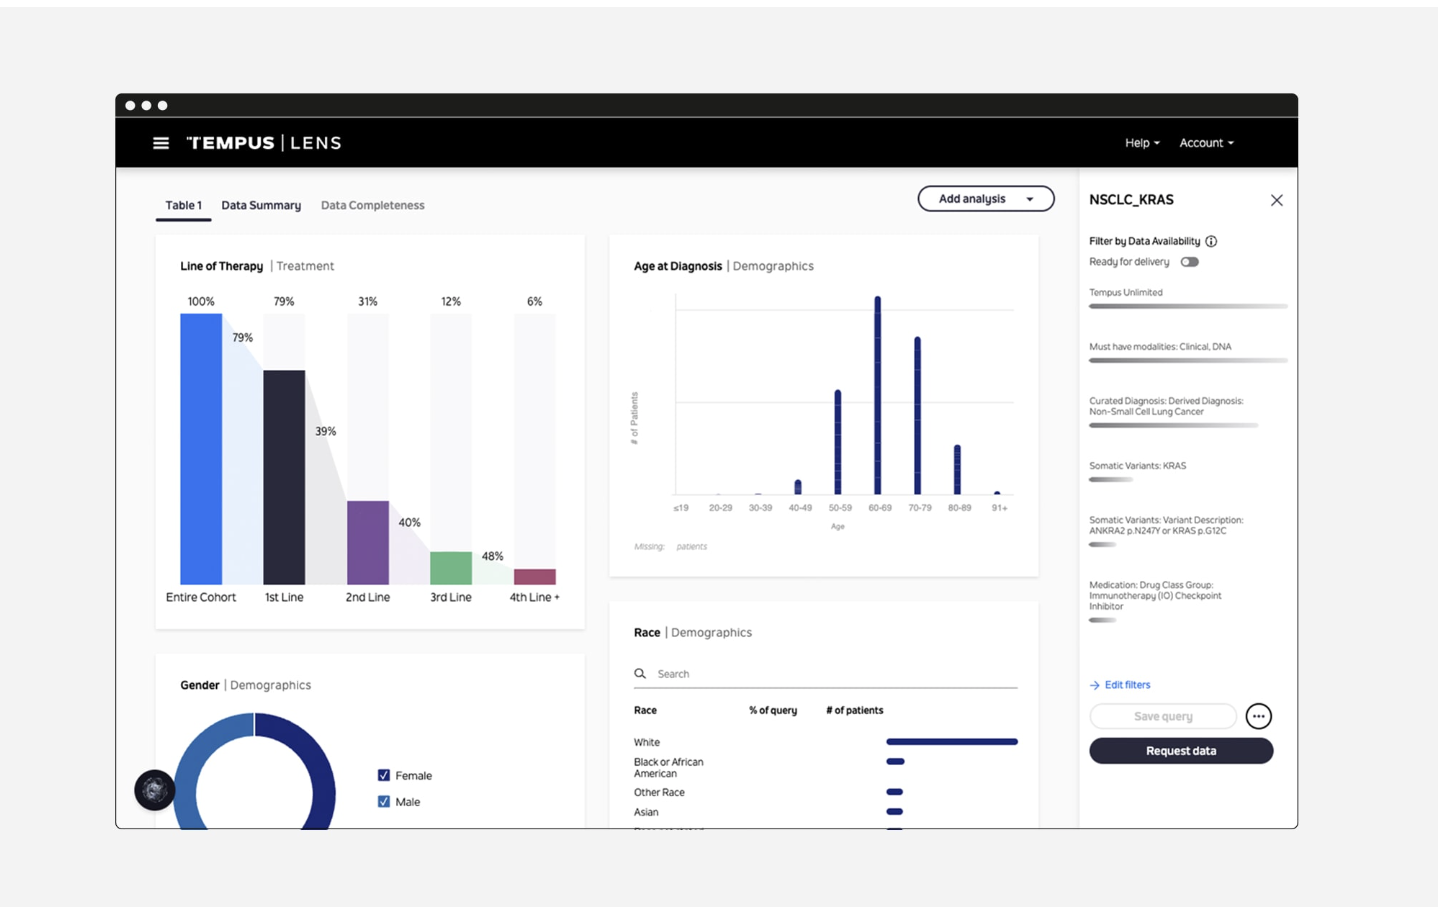 TEMPUS | LENS
Help
Account
Table 1
Data Summary
Data Completeness
Add analysis
Line of Therapy | Treatment
100%
79%
31%
12%
6%
79%
39%
40%
48%
Entire Cohort
1st Line
2nd Line
3rd Line
4th Line +
Age at Diagnosis | Demographics
# of Patients
≤19
20-29
30-39
40-49
50-59
60-69
70-79
80-89
91+
Age
Missing: patients
Gender | Demographics
Female
Male
Race | Demographics
Search
Race
% of query
# of patients
White
Black or African
American
Other Race
Asian
NSCLC_KRAS
Filter by Data Availability
Ready for delivery
Tempus Unlimited
Must have modalities: Clinical, DNA
Curated Diagnosis: Derived Diagnosis:
Non-Small Cell Lung Cancer
Somatic Variants: KRAS
Somatic Variants: Variant Description:
ANKRA2 p.N247Y or KRAS p.G12C
Medication: Drug Class Group:
Immunotherapy (IO) Checkpoint
Inhibitor
Edit filters
Save query
Request data